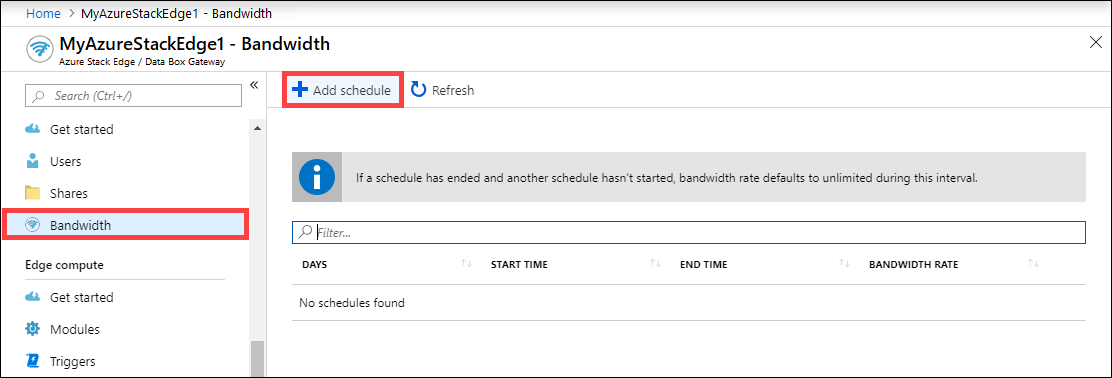 Home > MyAzureStackEdge1 - Bandwidth
MyAzureStackEdge1 - Bandwidth
Azure Stack Edge / Data Box Gateway
Search (Ctrl+/)
Get started
Users
Shares
Bandwidth
Edge compute
Get started
Modules
Triggers
Add schedule
Refresh
If a schedule has ended and another schedule hasn't started, bandwidth rate defaults to unlimited during this interval.
Filter...
DAYS START TIME END TIME BANDWIDTH RATE
No schedules found